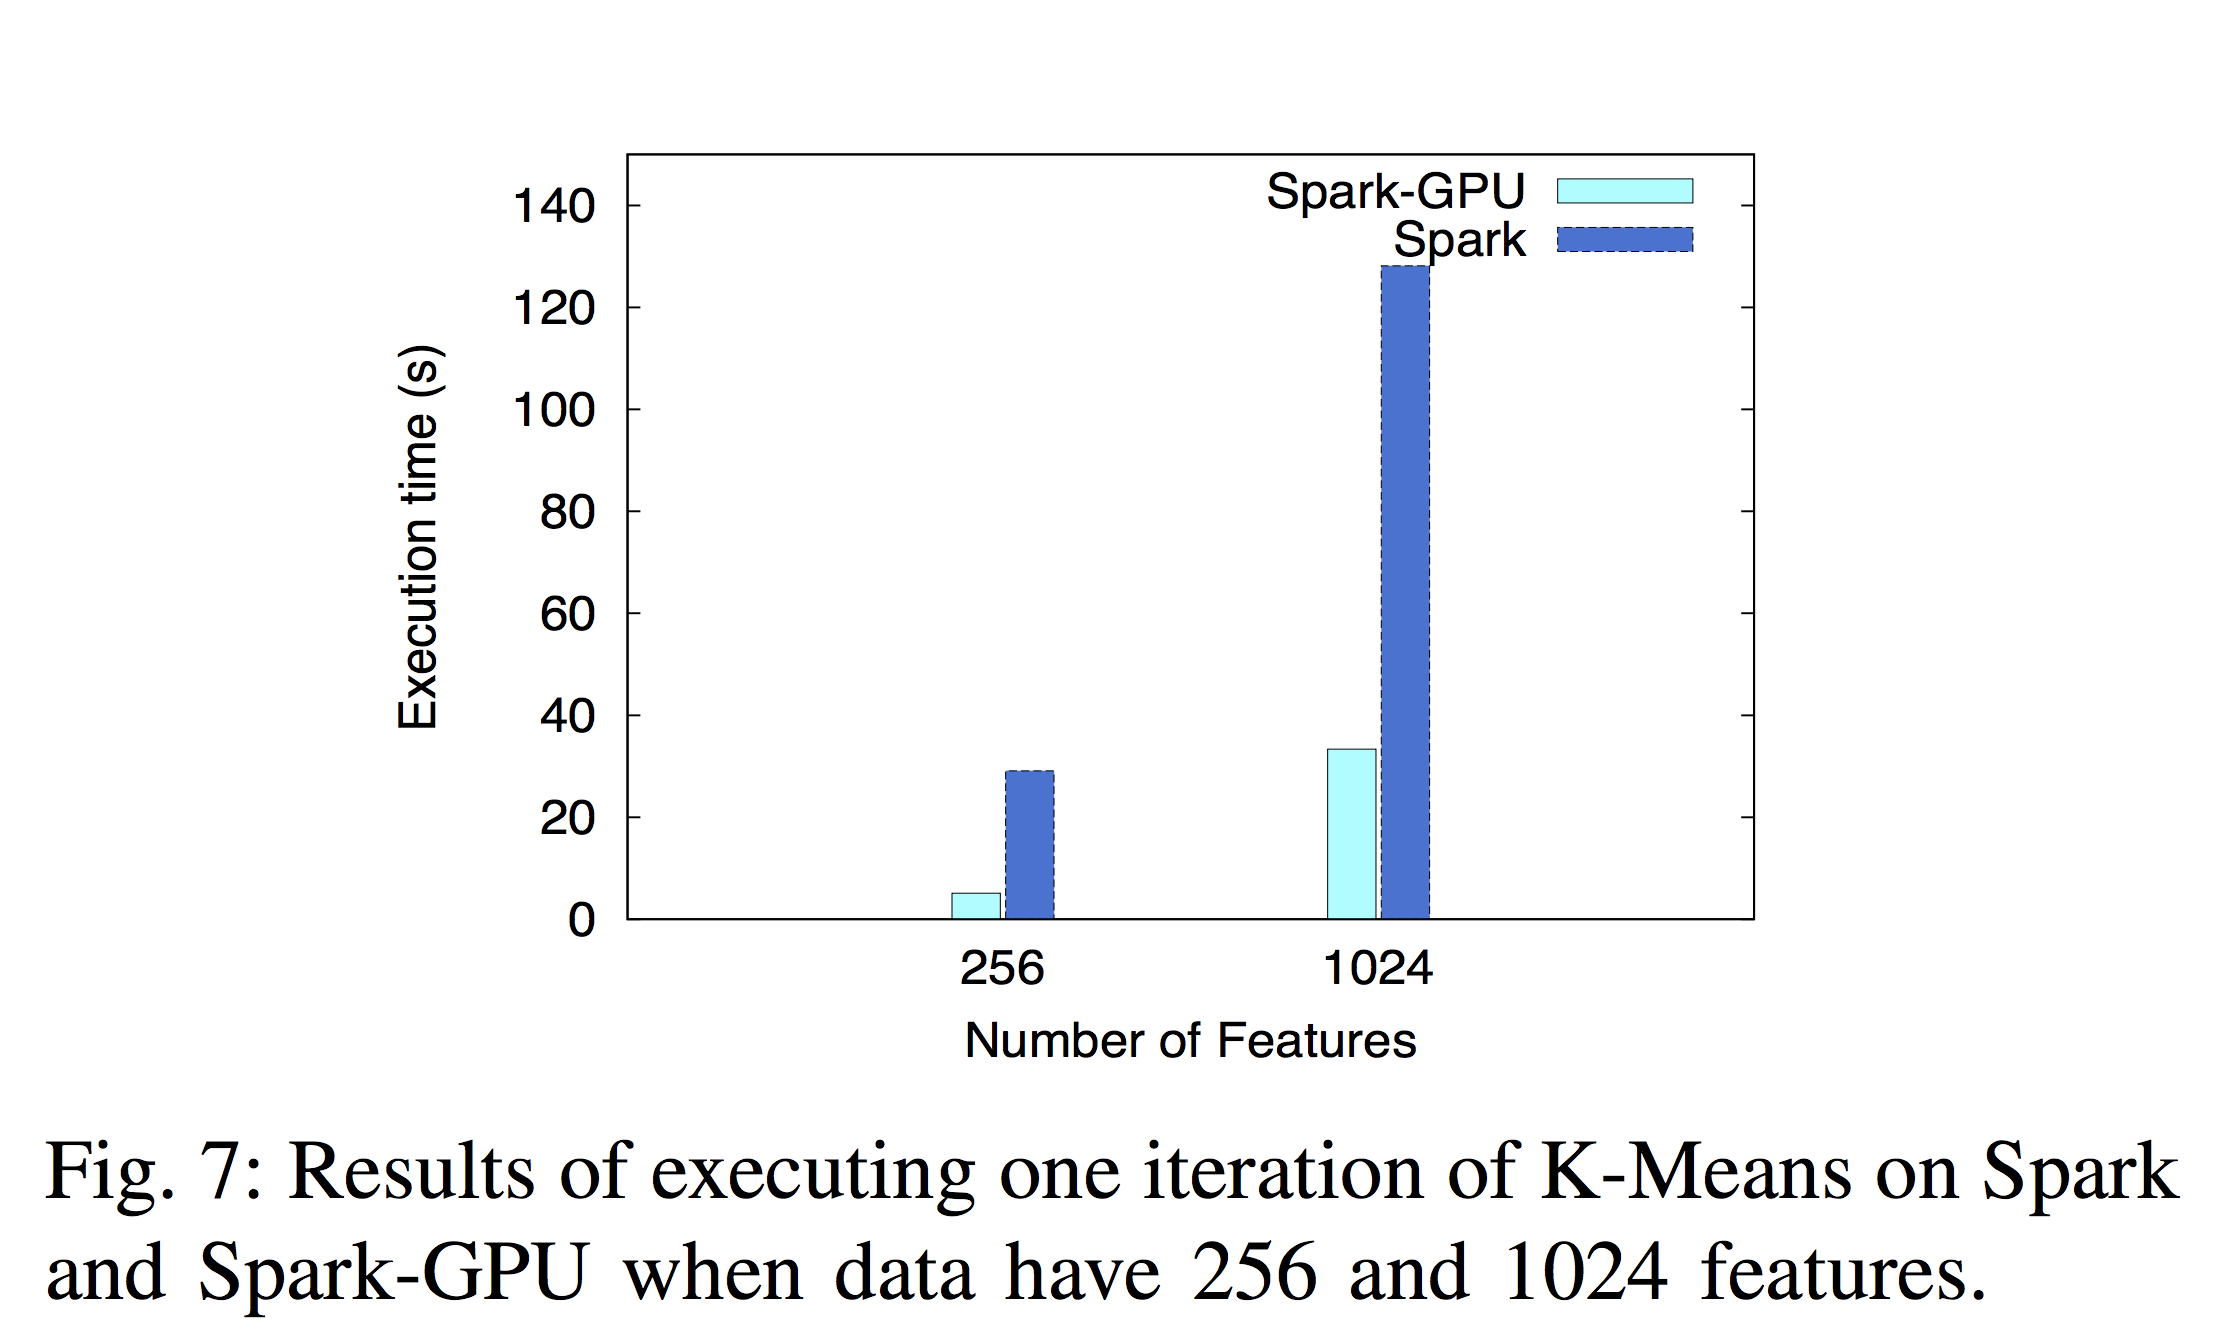 Spark-GPU
Spark
140
120
100
80
60
40
20
0
Execution time (s)
256 1024
Number of Features
Fig. 7: Results of executing one iteration of K-Means on Spark
and Spark-GPU when data have 256 and 1024 features.